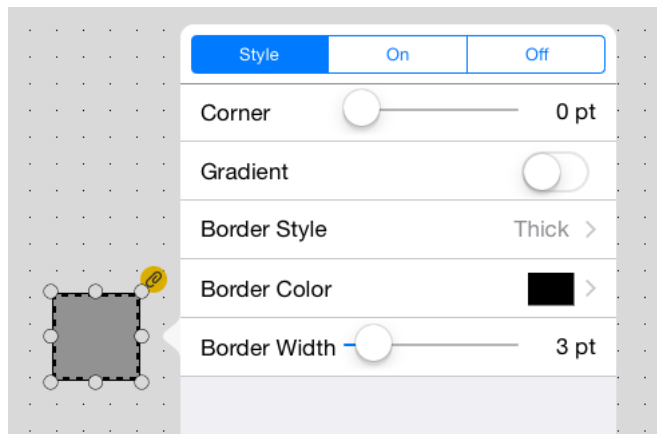 Style On Off
Corner 0 pt
Gradient
Border Style Thick
Border Color
Border Width 3 pt